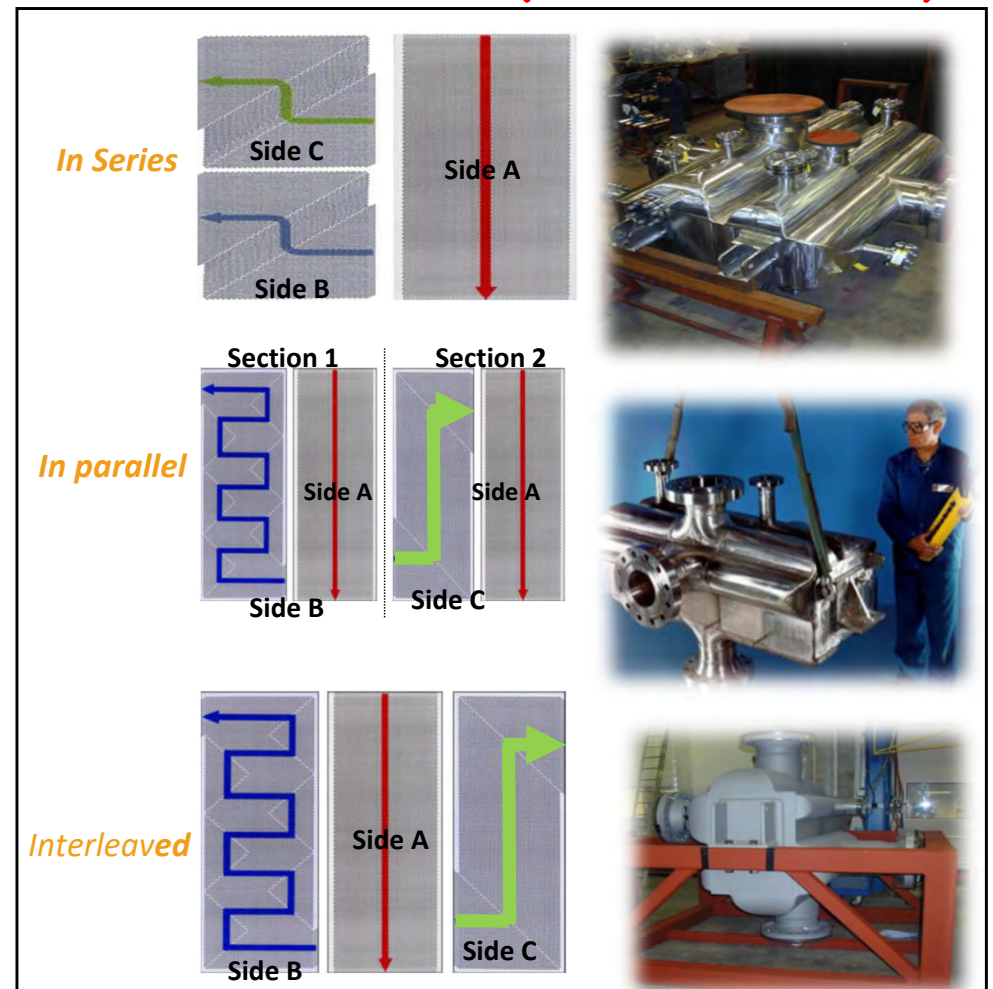 In Series
Side C
Side A
Side B
Section 1
Section 2
In parallel
Side A
Side A
Side B
Side C
Interleaved
Side A
Side B
Side C